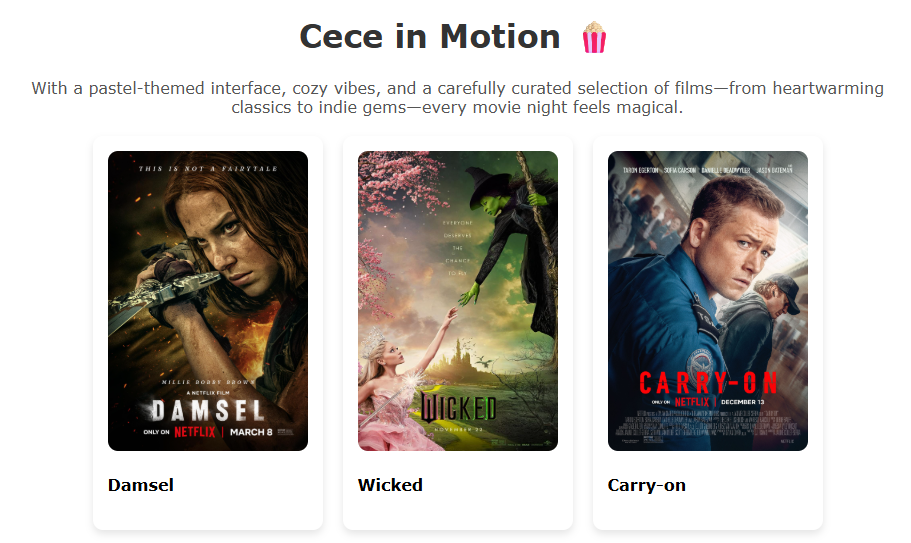 Cece in Motion 🍿
With a pastel-themed interface, cozy vibes, and a carefully curated selection of films—from heartwarming
classics to indie gems—every movie night feels magical.
THIS IS NOT A FAIRYTALE
MILLIE BOBBY BROWN
A NETFLIX FILM
DAMSEL
ONLY ON NETFLIX | MARCH 8
Damsel
EVERYONE
DESERVES
THE
CHANCE
TO FLY
WICKED
NOVEMBER 22
Wicked
TARON EGERTON SOFIA CARSON DANIELLE DEADWYLER AND JASON BATEMAN
CARRY-ON
ONLY ON NETFLIX | DECEMBER 13
NETFLIX
Carry-on